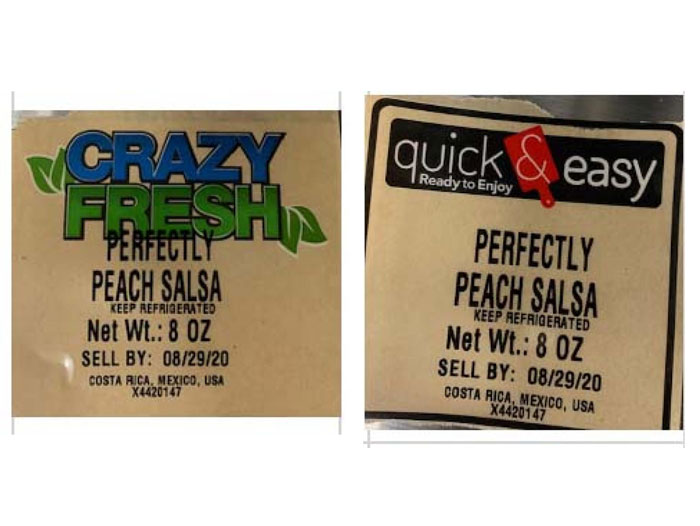 CRAZY
FRESH
PERFECTLY
PEACH SALSA
KEEP REFRIGERATED
Net Wt.: 8 OZ
SELL BY: 08/29/20
COSTA RICA, MEXICO, USA
X4420147
quick & easy
Ready to Enjoy
PERFECTLY
PEACH SALSA
KEEP REFRIGERATED
Net Wt.: 8 OZ
SELL BY: 08/29/20
COSTA RICA, MEXICO, USA
X4420147